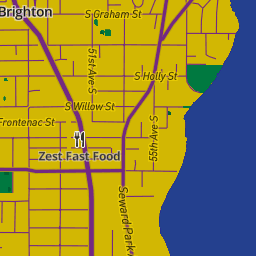 S Graham St
Brighton
51st Ave S
S Holly St
S Willow St
Frontenac St
55th Ave S
Zest Fast Food
Seward Park